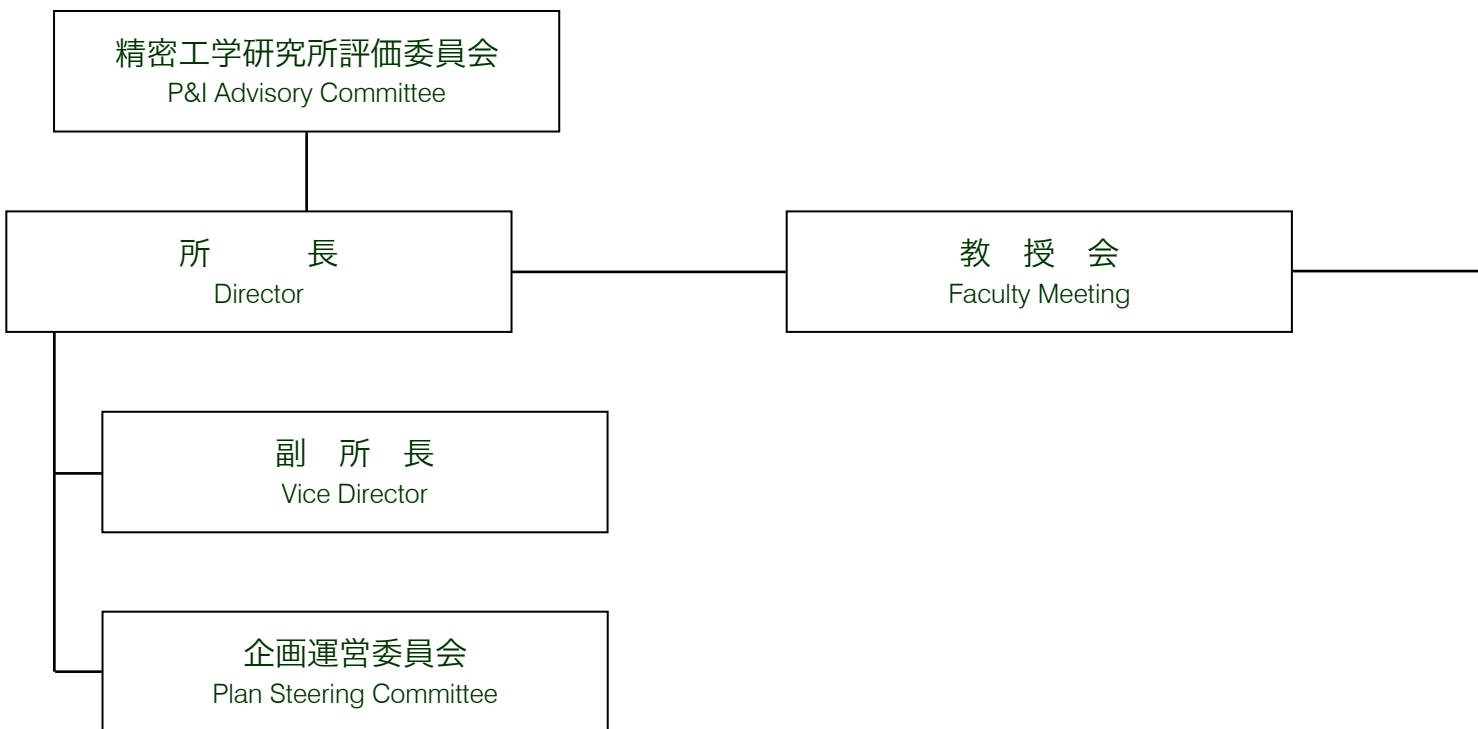 精密工学研究所評価委員会
P&I Advisory Committee
所　　　長
Director
教　授　会
Faculty Meeting
副　所　長
Vice Director
企画運営委員会
Plan Steering Committee